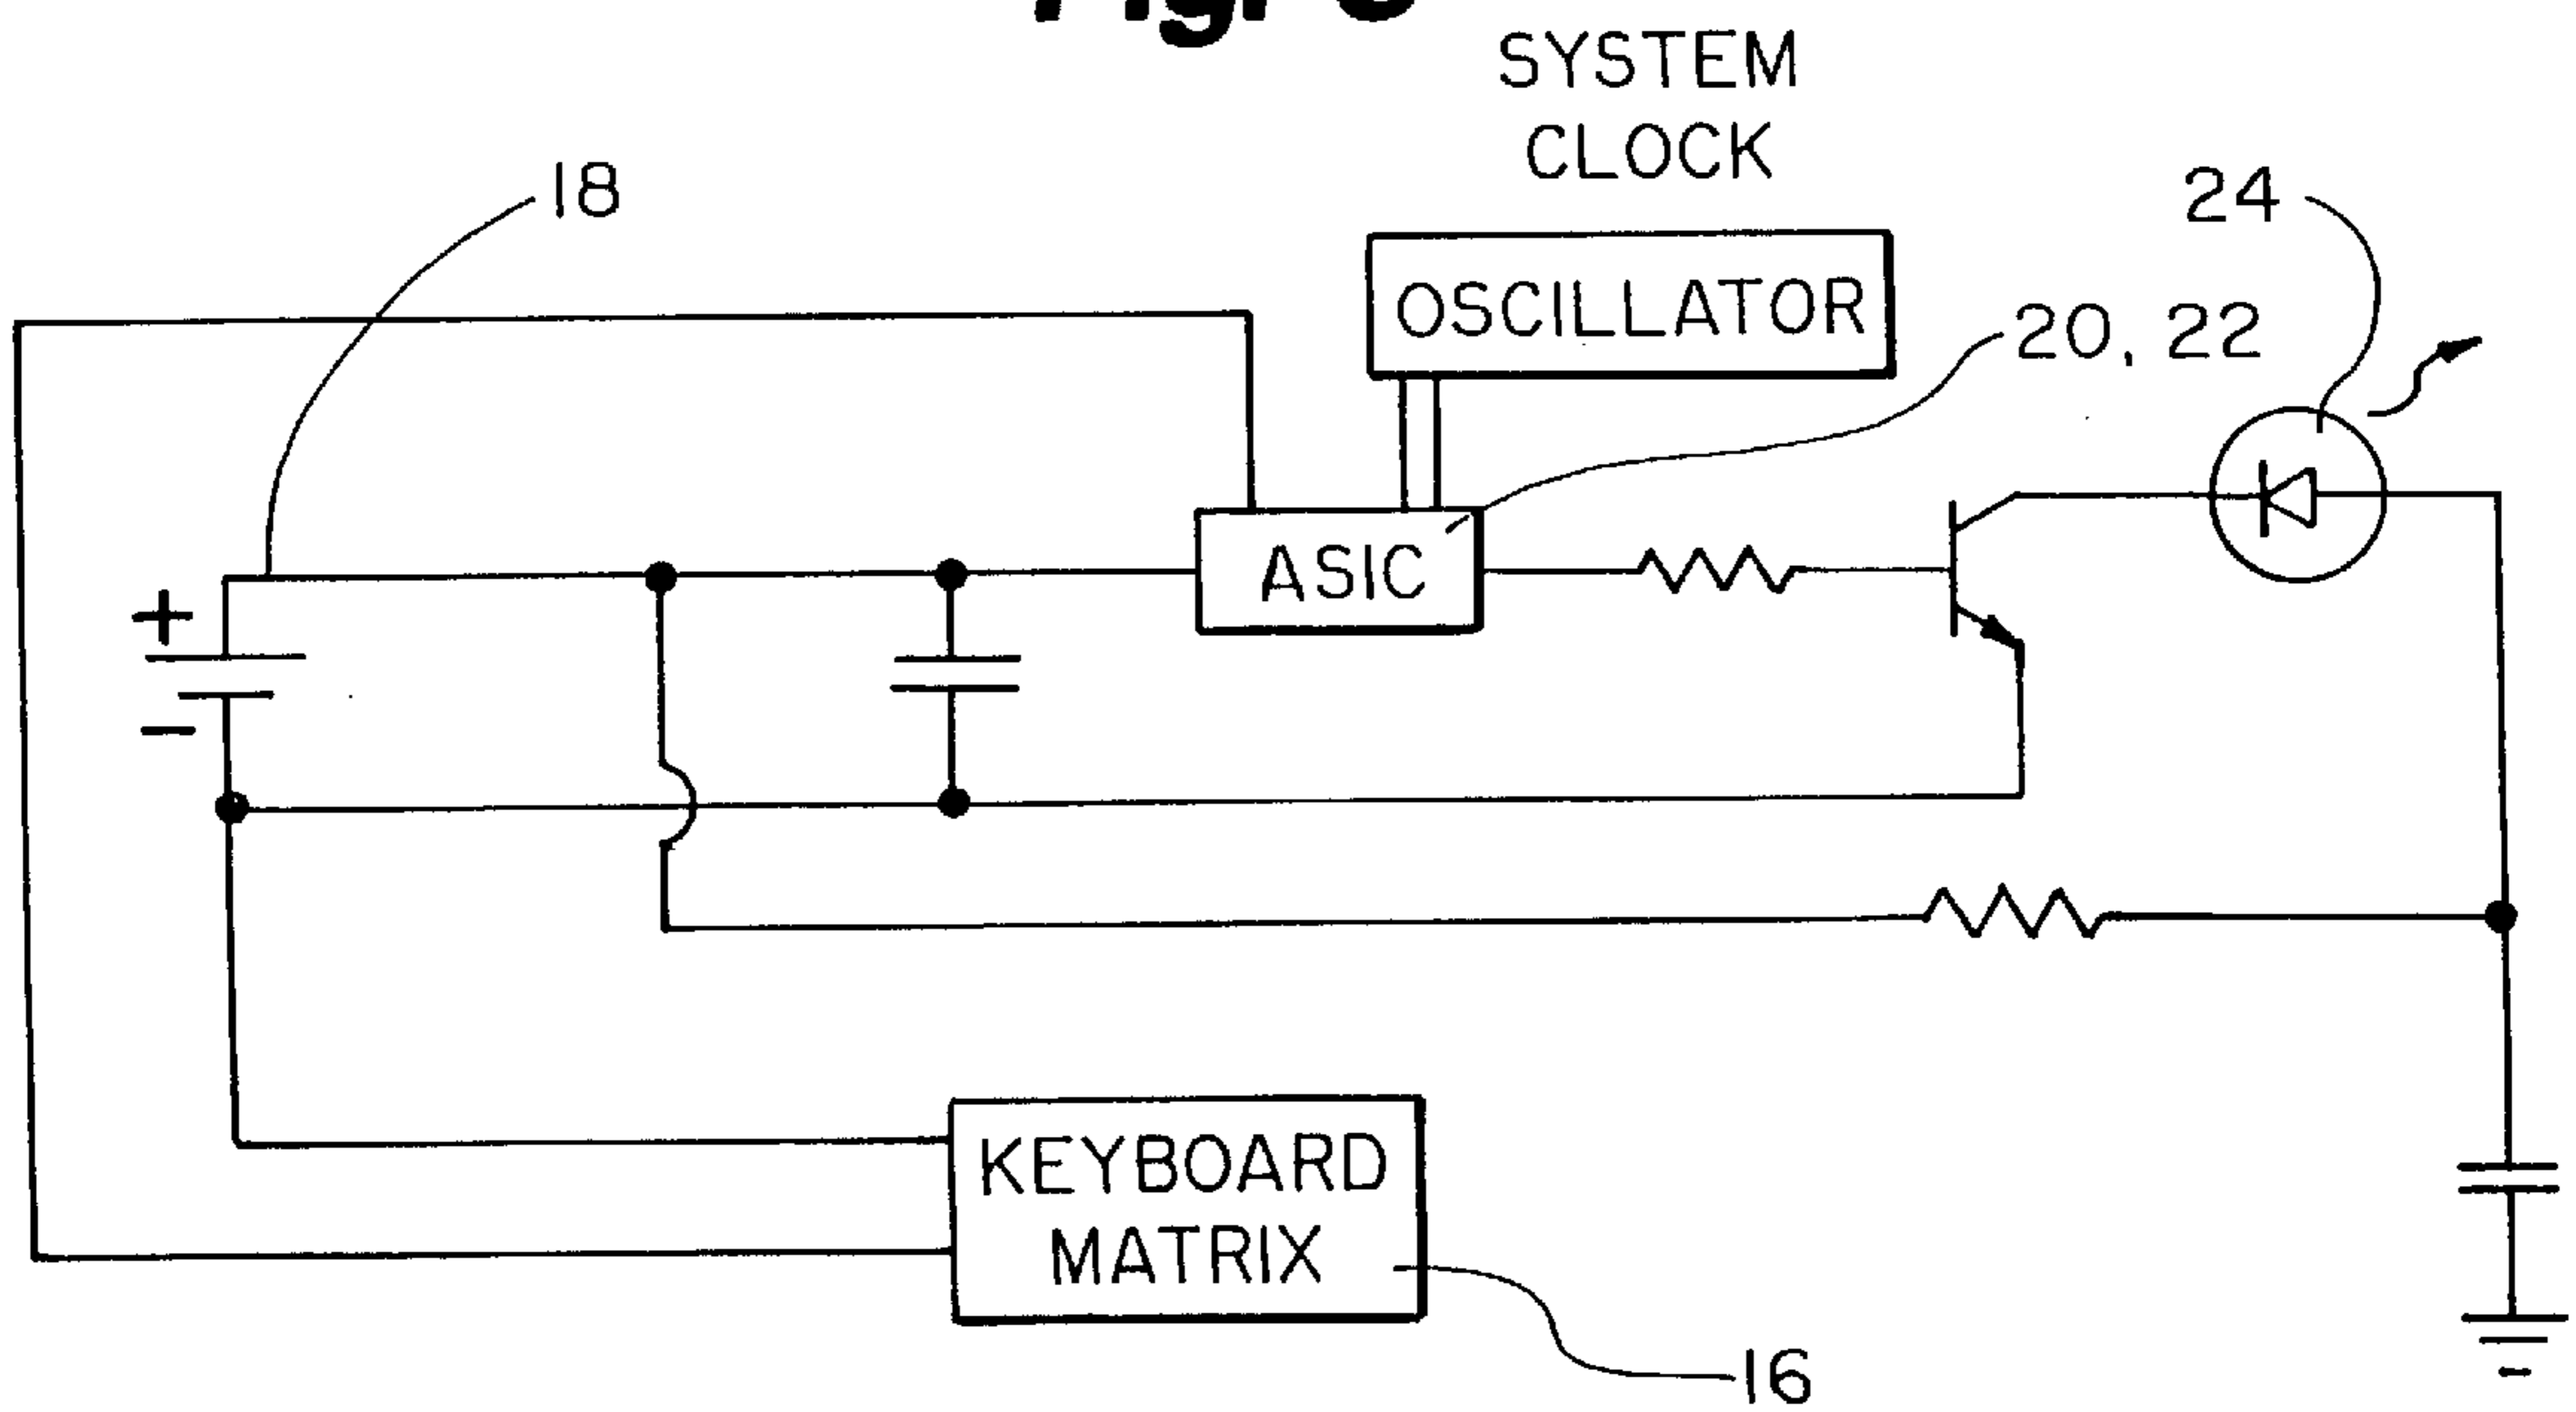 SYSTEM
CLOCK
18
24
OSCILLATOR
20, 22
ASIC
+
−
KEYBOARD
MATRIX
16